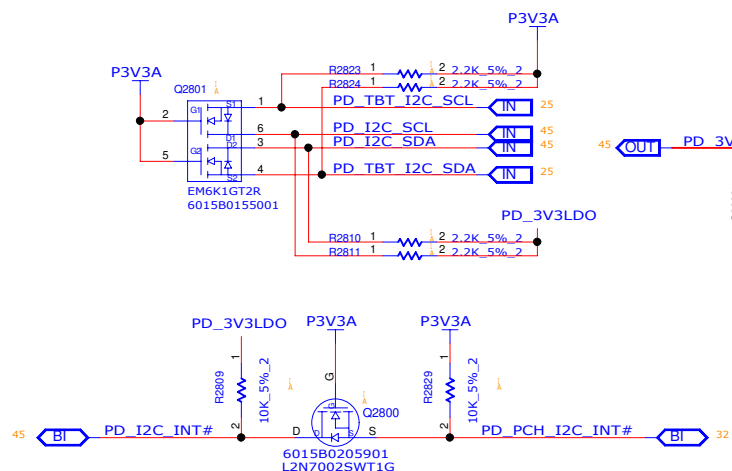 P3V3A
P3V3A
Q2801
R2823 1 2 2.2K_5%_2
R2824 1 2 2.2K_5%_2
S1 1 PD_TBT_I2C_SCL IN 25
2 G1
D1 6 PD_I2C_SCL IN 45
D2 3 PD_I2C_SDA IN 45
5 G2
S2 4 PD_TBT_I2C_SDA IN 25
45 OUT PD_3V
EM6K1GT2R
6015B0155001
PD_3V3LDO
R2810 1 2 2.2K_5%_2
R2811 1 2 2.2K_5%_2
PD_3V3LDO P3V3A P3V3A
1 R2809 10K_5%_2 2
G
1 R2829 10K_5%_2 2
G Q2800
45 BI PD_I2C_INT# D D S S PD_PCH_I2C_INT# BI 32
6015B0205901
L2N7002SWT1G